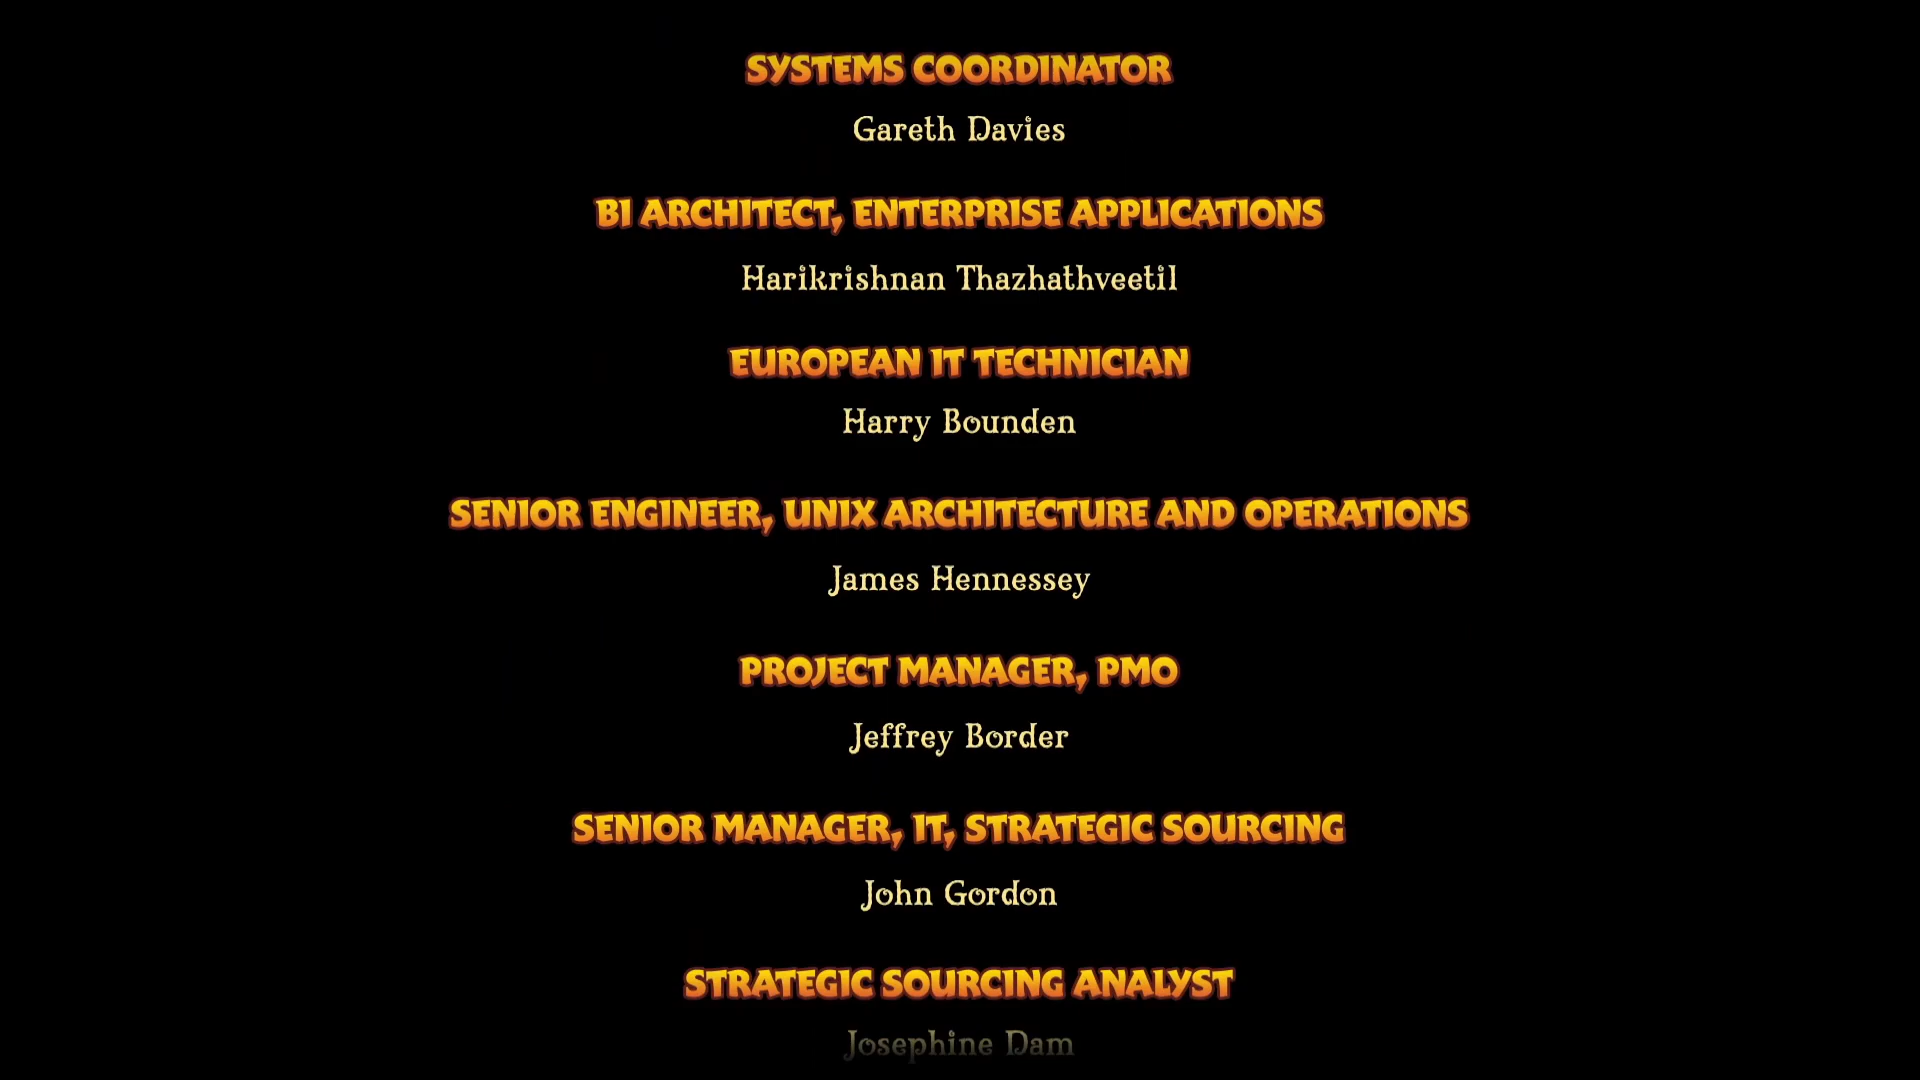 SYSTEMS COORDINATOR
Gareth Davies
BI ARCHITECT, ENTERPRISE APPLICATIONS
Harikrishnan Thazhathveetil
EUROPEAN IT TECHNICIAN
Harry Bounden
SENIOR ENGINEER, UNIX ARCHITECTURE AND OPERATIONS
James Hennessey
PROJECT MANAGER, PMO
Jeffrey Border
SENIOR MANAGER, IT, STRATEGIC SOURCING
John Gordon
STRATEGIC SOURCING ANALYST
Josephine Dam